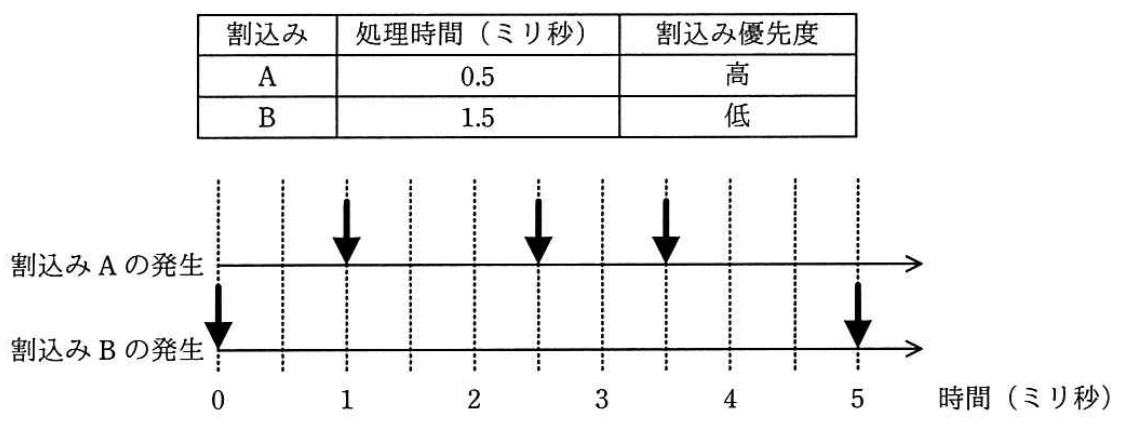 割込み 処理時間（ミリ秒） 割込み優先度
A 0.5 高
B 1.5 低
割込み A の発生
割込み B の発生
0 1 2 3 4 5 時間（ミリ秒）